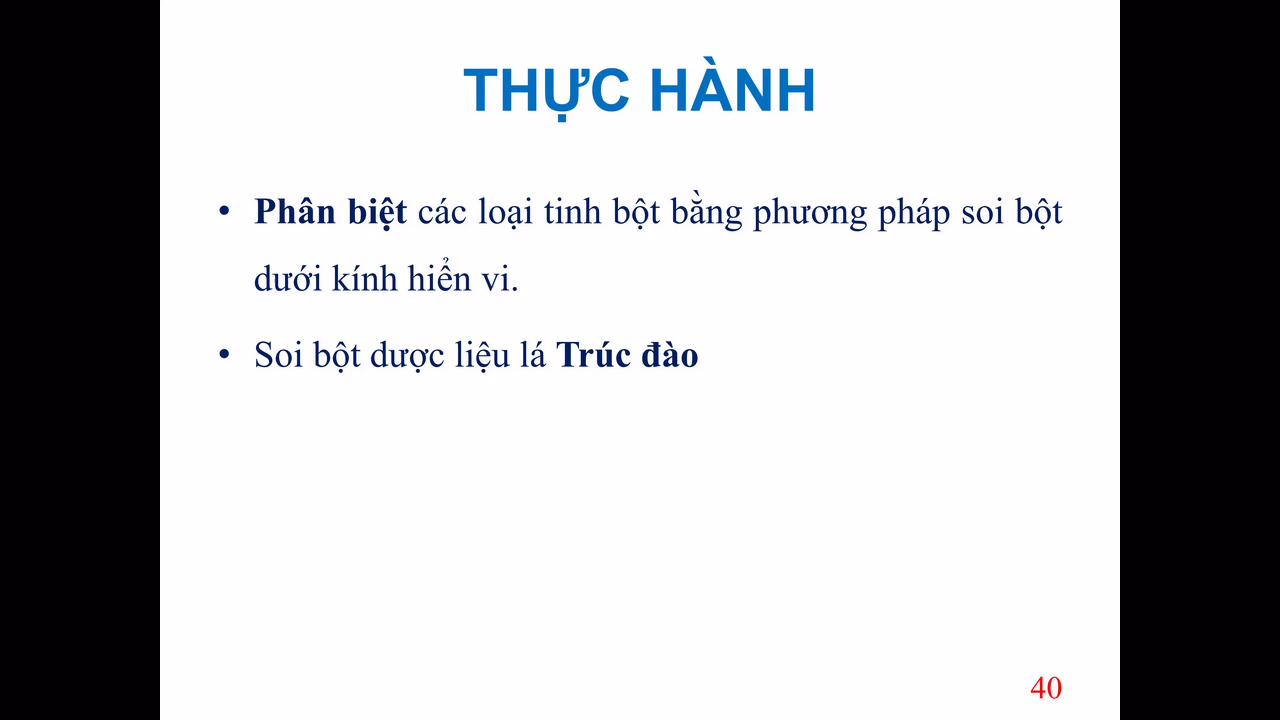 THỰC HÀNH
• Phân biệt các loại tinh bột bằng phương pháp soi bột
dưới kính hiển vi.
• Soi bột dược liệu lá Trúc đào
40